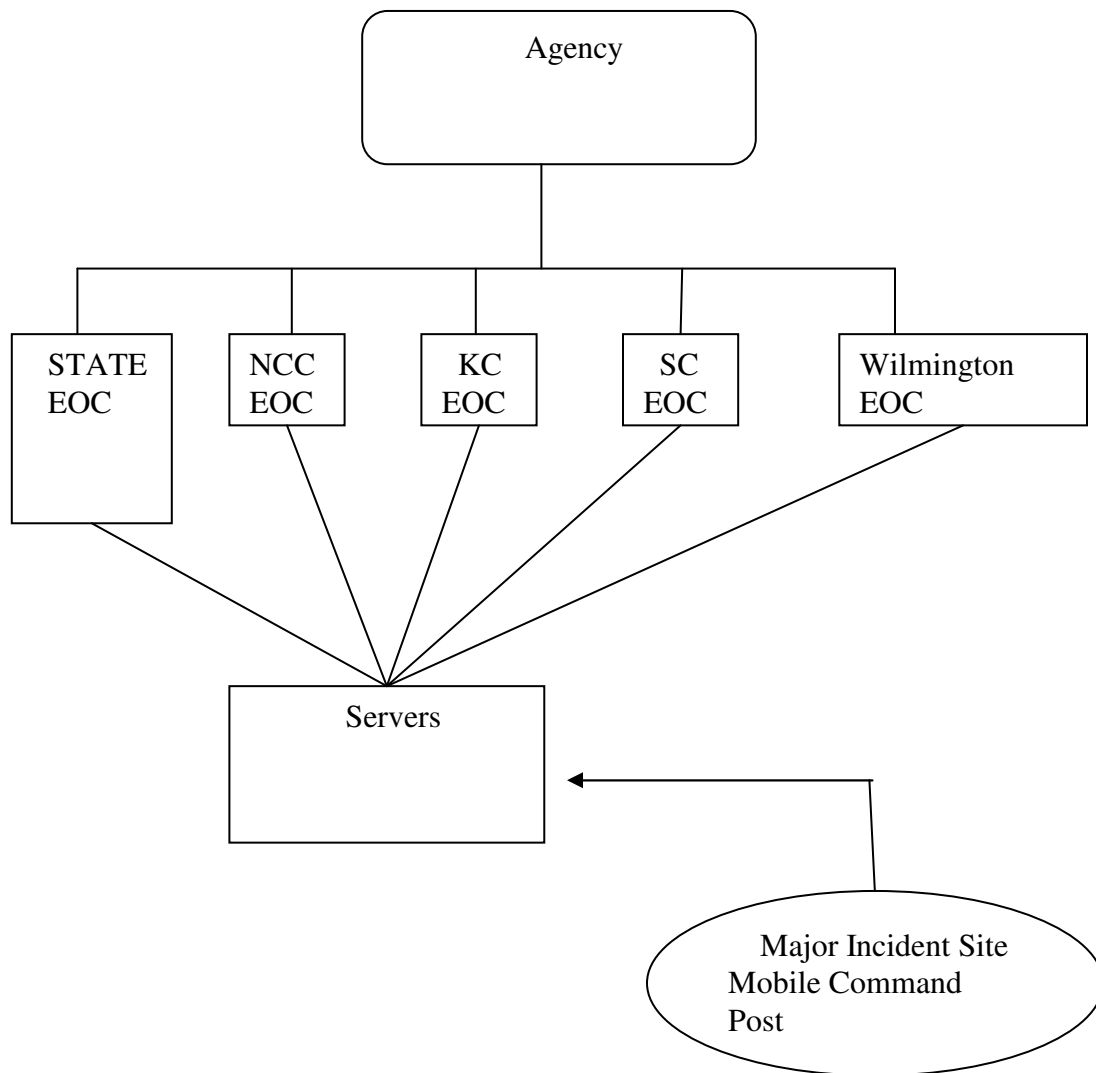 Agency
STATE
EOC
NCC
EOC
KC
EOC
SC
EOC
Wilmington
EOC
Servers
Major Incident Site
Mobile Command
Post